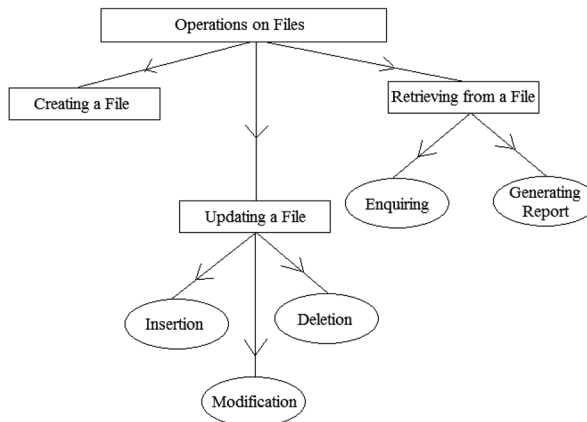 Operations on Files
Creating a File
Retrieving from a File
Enquiring
Generating
Report
Updating a File
Insertion
Deletion
Modification